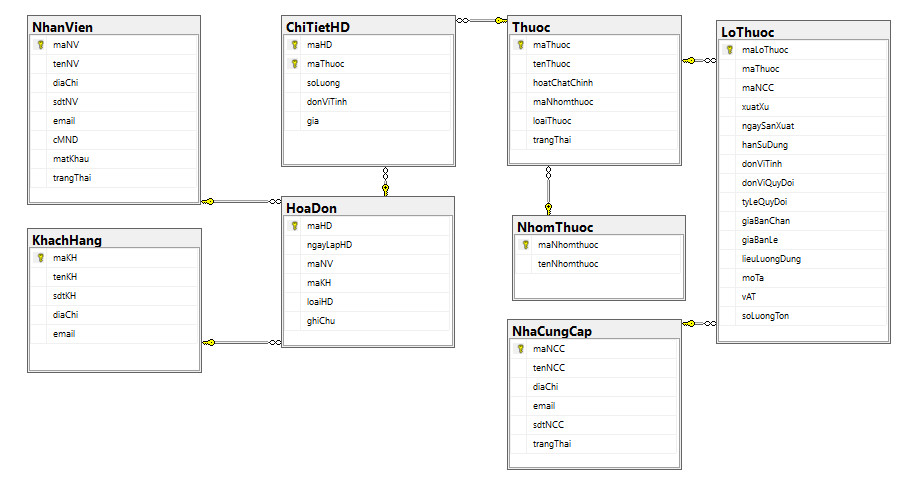 NhanVien
maNV
tenNV
diaChi
sdtNV
email
cMND
matKhau
trangThai
KhachHang
maKH
tenKH
sdtKH
diaChi
email
ChiTietHD
maHD
maThuoc
soLuong
donViTinh
gia
HoaDon
maHD
ngayLapHD
maNV
maKH
loaiHD
ghiChu
Thuoc
maThuoc
tenThuoc
hoatChatChinh
maNhomthuoc
loaiThuoc
trangThai
NhomThuoc
maNhomthuoc
tenNhomthuoc
NhaCungCap
maNCC
tenNCC
diaChi
email
sdtNCC
trangThai
LoThuoc
maLoThuoc
maThuoc
maNCC
xuatXu
ngaySanXuat
hanSuDung
donViTinh
donViQuyDoi
tyLeQuyDoi
giaBanChan
giaBanLe
lieuLuongDung
moTa
vAT
soLuongTon